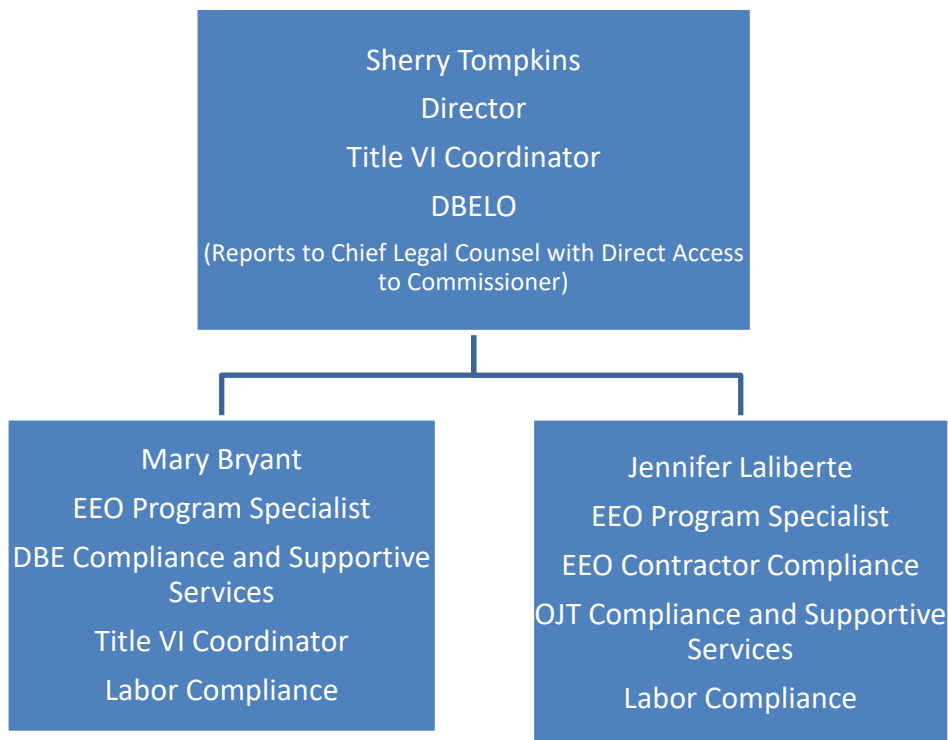 Sherry Tompkins
Director
Title VI Coordinator
DBELO
(Reports to Chief Legal Counsel with Direct Access
to Commissioner)
Mary Bryant
EEO Program Specialist
DBE Compliance and Supportive
Services
Title VI Coordinator
Labor Compliance
Jennifer Laliberte
EEO Program Specialist
EEO Contractor Compliance
OJT Compliance and Supportive
Services
Labor Compliance